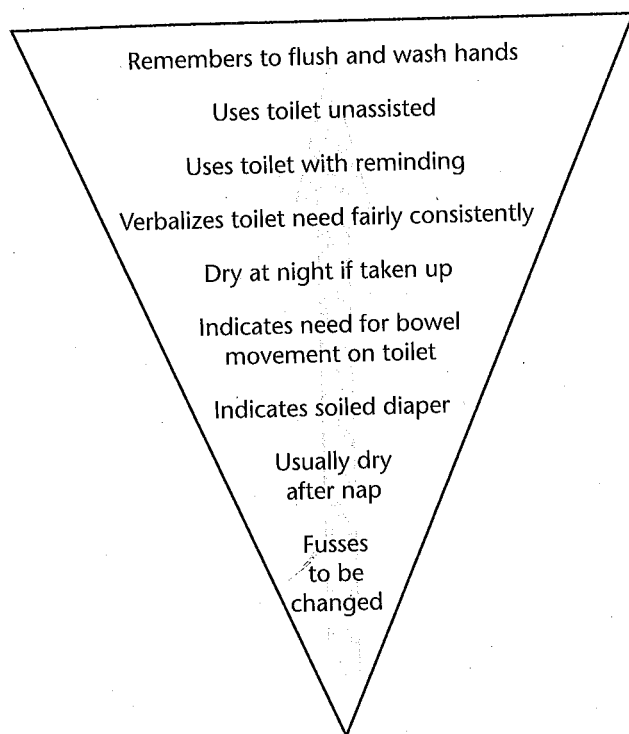 Remembers to flush and wash hands
Uses toilet unassisted
Uses toilet with reminding
Verbalizes toilet need fairly consistently
Dry at night if taken up
Indicates need for bowel
movement on toilet
Indicates soiled diaper
Usually dry
after nap
Fusses
to be
changed